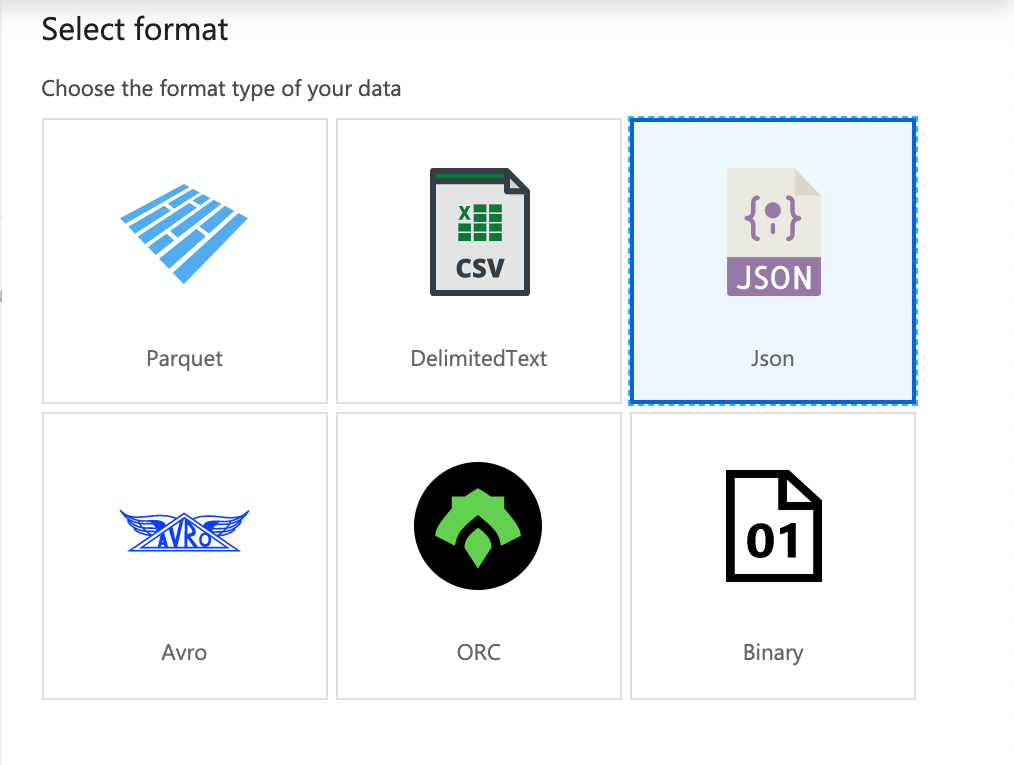 Select format
Choose the format type of your data
X
CSV
JSON
Parquet
DelimitedText
Json
AVRO
01
Avro
ORC
Binary